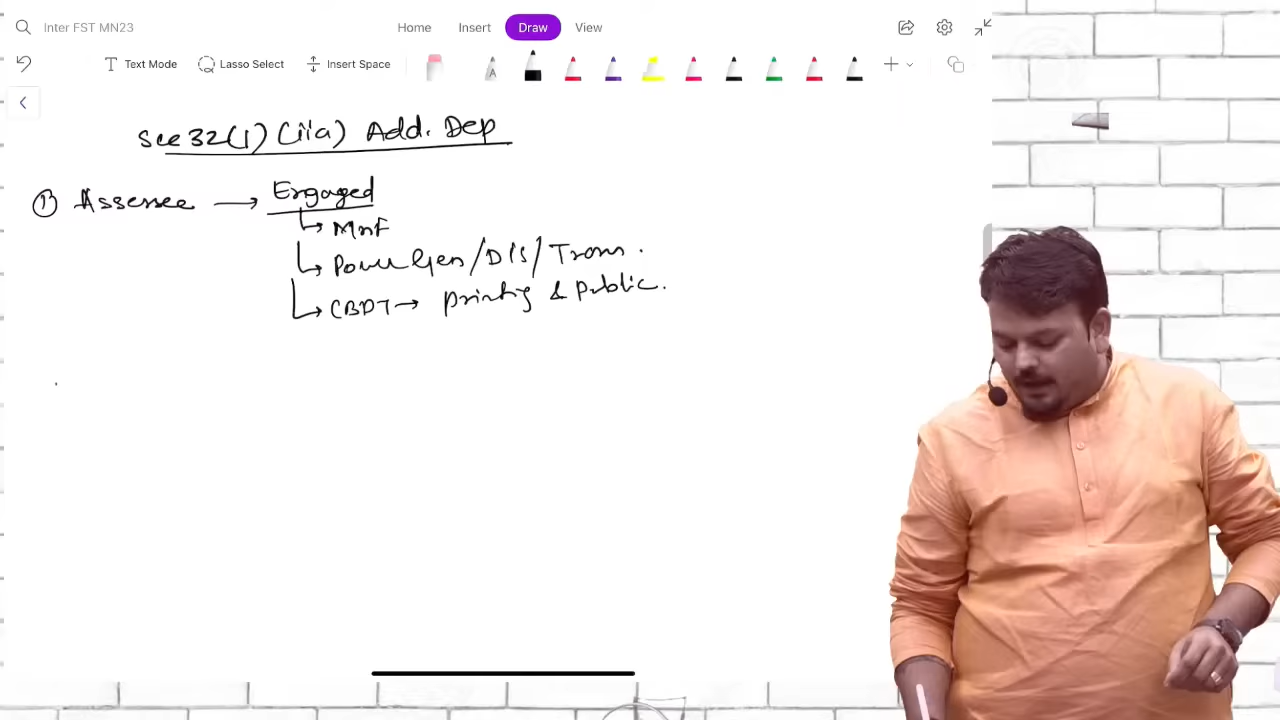 Inter FST MN23
Home Insert Draw View
Text Mode Lasso Select Insert Space
Sec 32(1) (iia) Add. Dep
① Assessee → Engaged
↳ Mnf
↳ Power Gen/Dis/Trans.
↳ CBDT → Printing & Public.